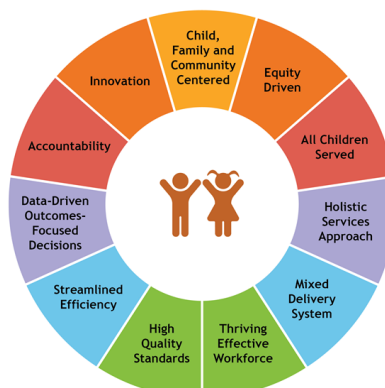 Child,
Family and
Community
Centered
Equity
Driven
All Children
Served
Holistic
Services
Approach
Mixed
Delivery
System
Thriving
Effective
Workforce
High
Quality
Standards
Streamlined
Efficiency
Data-Driven
Outcomes-
Focused
Decisions
Accountability
Innovation